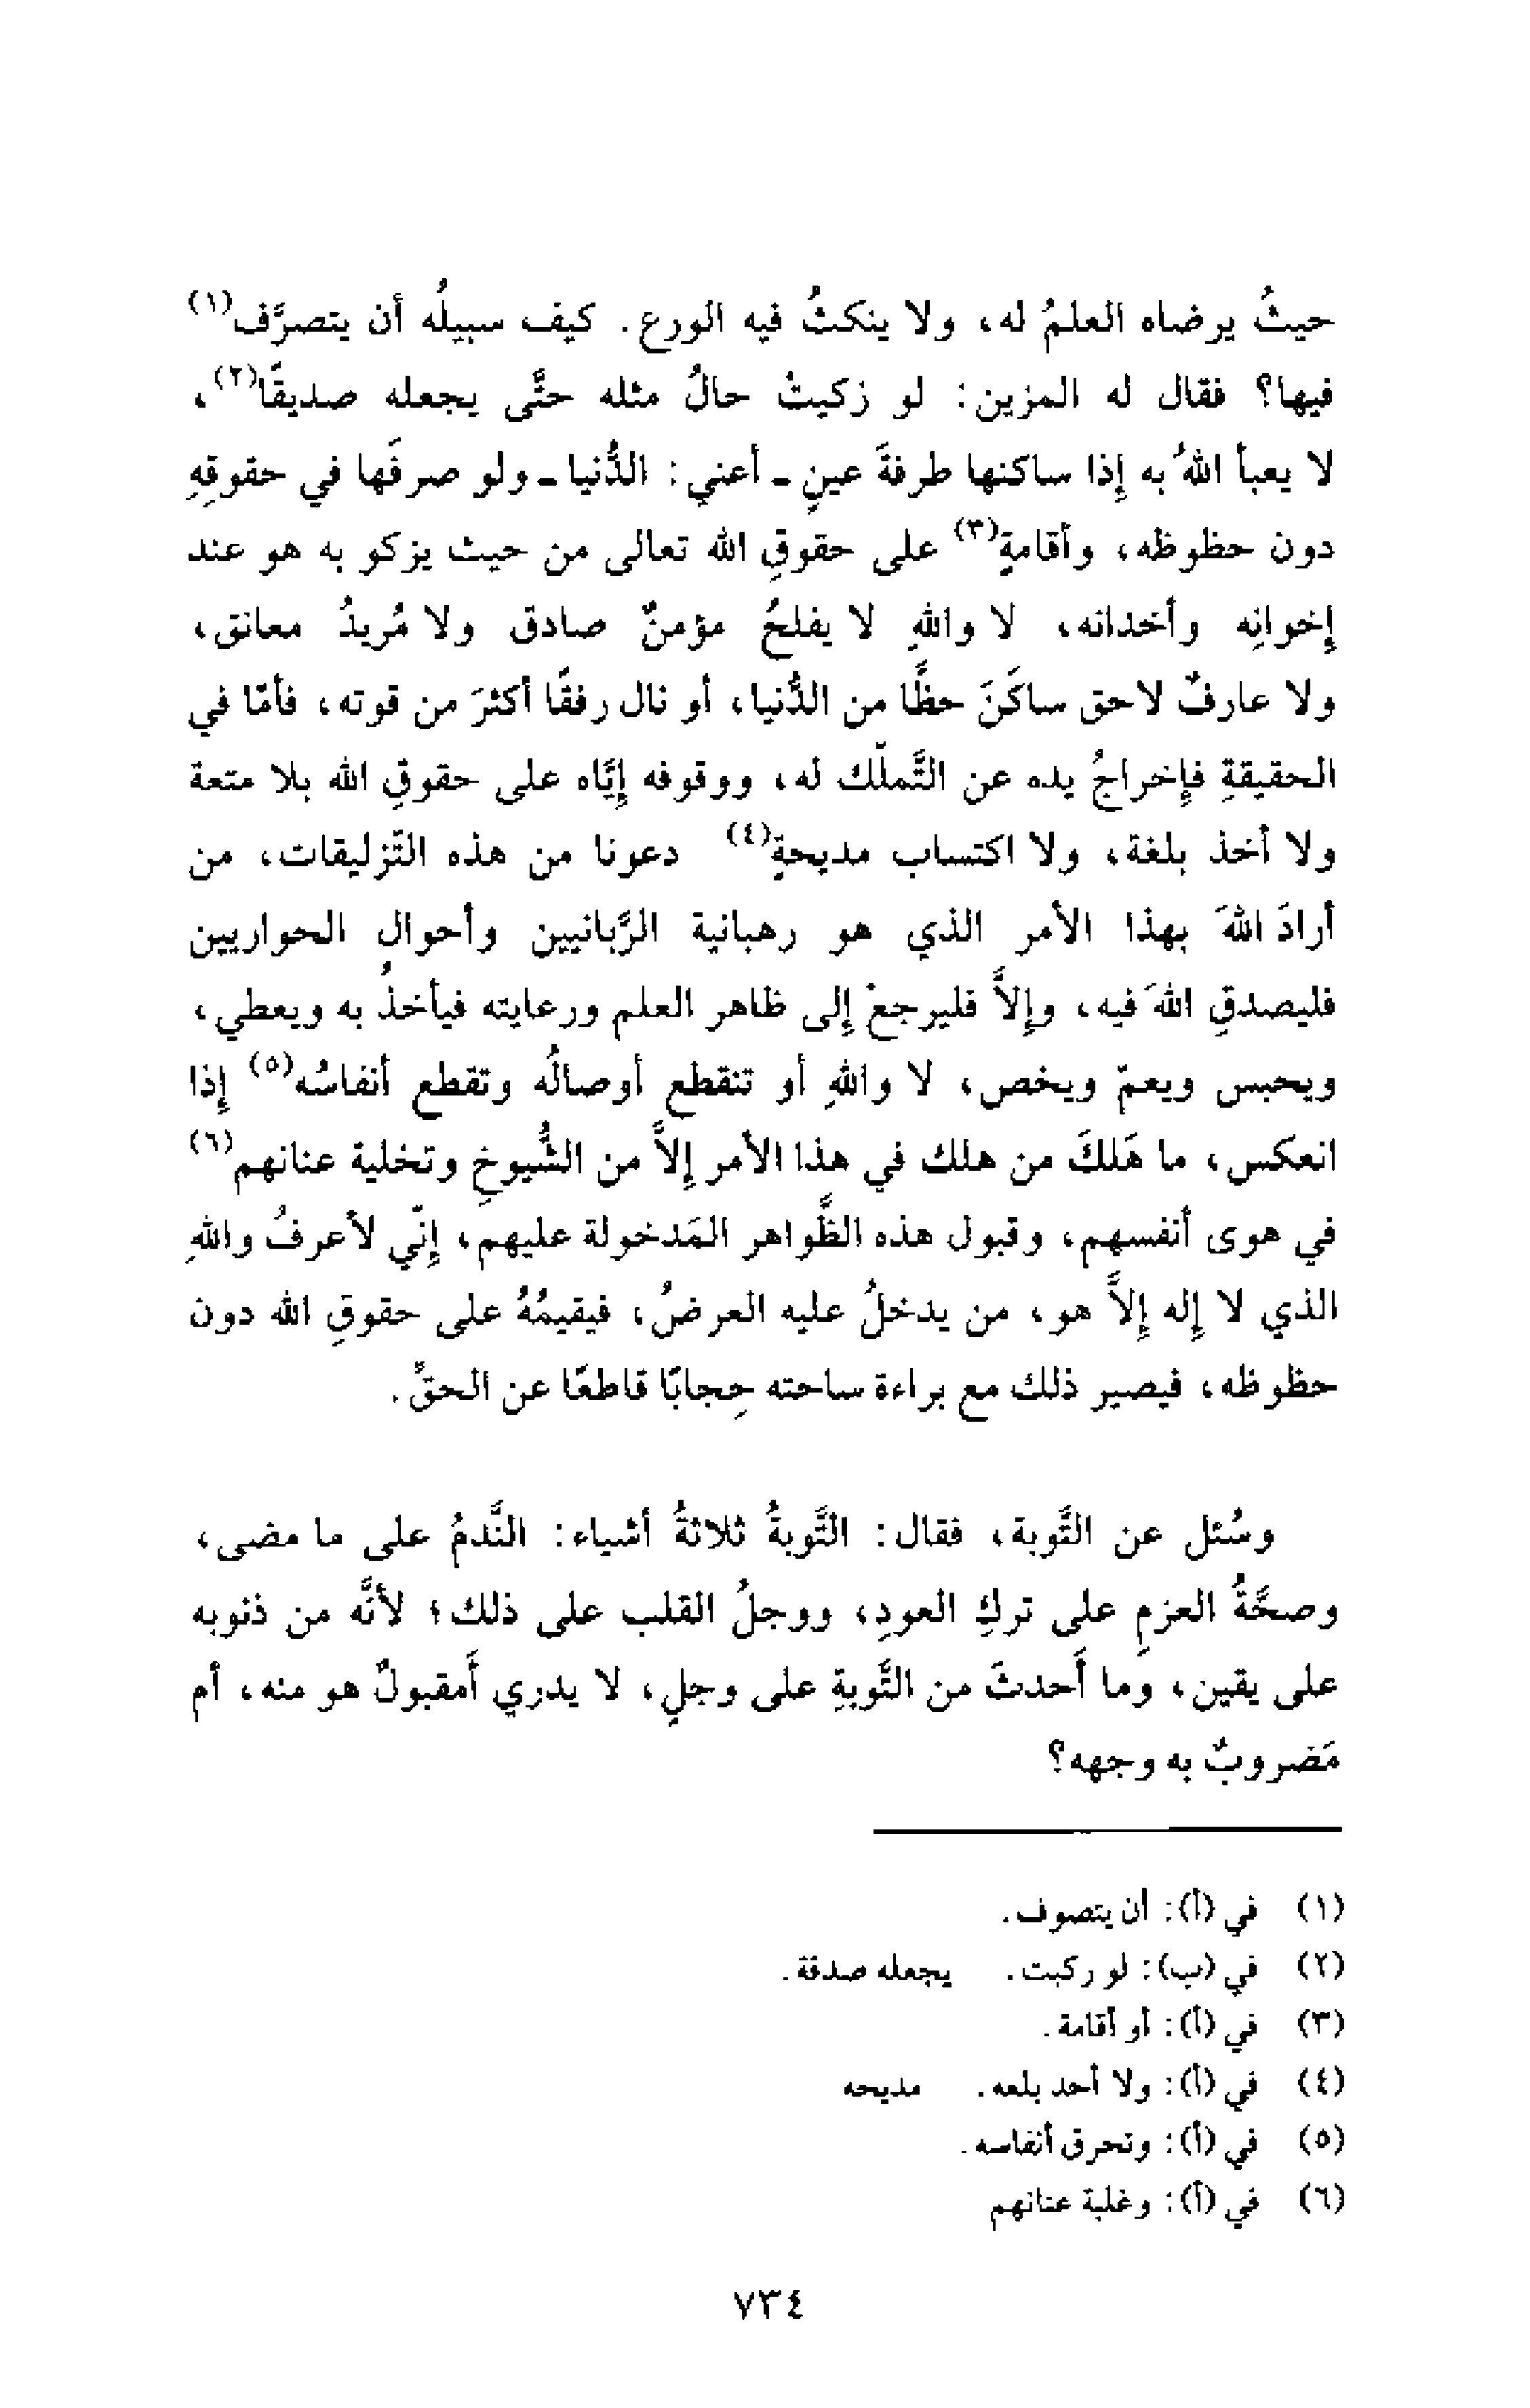 حيثُ يرضاه العلمُ له، ولا ينكثُ فيه الورع. كيف سبيلُه أن يتصرَّف(١)
فيها؟ فقال له المزين: لو زكيتُ حالُ مثله حتَّى يجعله صديقًا(٢)،
لا يعبأ اللهُ به إذا ساكنها طرفةَ عينٍ - أعني: الدُّنيا - ولو صرفَها في حقوقِهِ
دون حظوظه، وأقامةٍ(٣) على حقوقِ الله تعالى من حيث يزكو به هو عند
إخوانِه وأخدانه، لا واللهِ لا يفلحُ مؤمنٌ صادق ولا مُريدُ معانق،
ولا عارفٌ لاحق ساكَنَ حظًّا من الدُّنيا، أو نال رفقًا أكثرَ من قوته، فأمّا في
الحقيقةِ فإخراجُ يده عن التَّملّك له، ووقوفه إيَّاه على حقوقِ الله بلا متعة
ولا أخذ بلغة، ولا اكتساب مديحةٍ(٤) دعونا من هذه التّزليقات، من
أرادَ اللهَ بهذا الأمر الذي هو رهبانية الرَّبانيين وأحوال الحواريين
فليصدقِ اللهَ فيه، وإلاَّ فليرجعْ إلى ظاهر العلم ورعايته فيأخذُ به ويعطي،
ويحبس ويعمّ ويخص، لا واللهِ أو تنقطع أوصالُه وتقطع أنفاسُه(٥) إذا
انعكس، ما هَلكَ من هلك في هذا الأمر إلاَّ من الشُّيوخِ وتخلية عنانهم(٦)
في هوى أنفسهم، وقبول هذه الظَّواهر المَدخولة عليهم، إنّي لأعرفُ واللهِ
الذي لا إله إلاَّ هو، من يدخلُ عليه العرضُ، فيقيمُهُ على حقوقِ الله دون
حظوظه، فيصير ذلك مع براءة ساحته حِجابًا قاطعًا عن الحقِّ.
وسُئل عن التَّوبة، فقال: التَّوبةُ ثلاثةُ أشياء: النَّدمُ على ما مضى،
وصحَّةُ العزمِ على تركِ العودِ، ووجلُ القلب على ذلك؛ لأنَّه من ذنوبه
على يقين، وما أَحدثَ من التَّوبةِ على وجلٍ، لا يدري أَمقبولٌ هو منه، أم
مَضروبٌ به وجهه؟
(١) في (أ): أن يتصوف.
(٢) في (ب): لو ركبت. يجعله صدقة.
(٣) في (أ): أو أقامة.
(٤) في (أ): ولا أحد بلعه. مديحه
(٥) في (أ): وتحرق أنفاسه.
(٦) في (أ): وغلبة عنانهم
٧٣٤